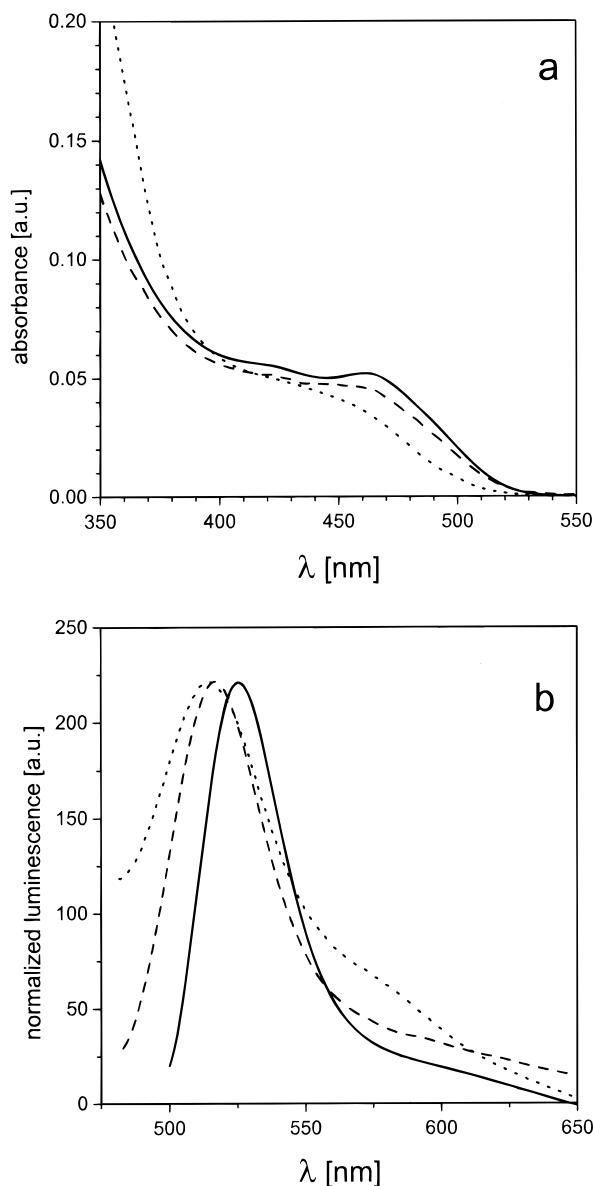 0.20
a
0.15
0.10
0.05
0.00
absorbance [a.u.]
350 400 450 500 550
λ [nm]
250
b
200
150
100
50
0
normalized luminescence [a.u.]
500 550 600 650
λ [nm]